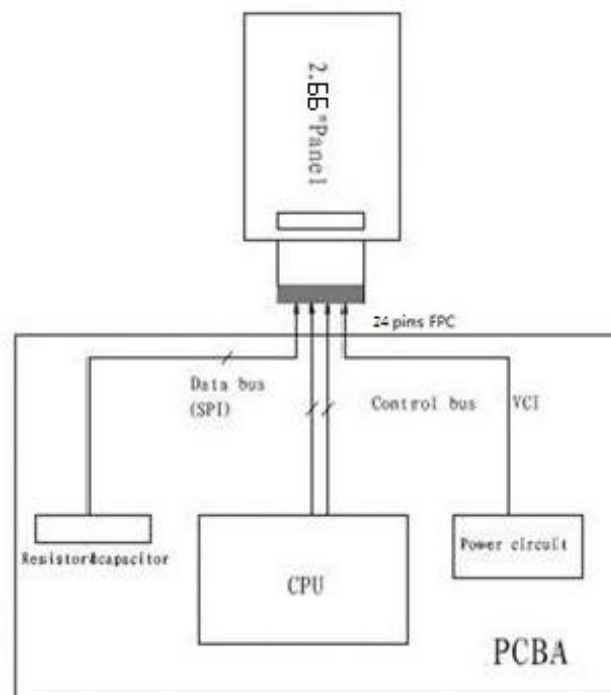 2.66 "Panel
24 pins FPC
Data bus
(SPI)
Control bus
VCI
Resistor&capacitor
CPU
Power circuit
PCBA